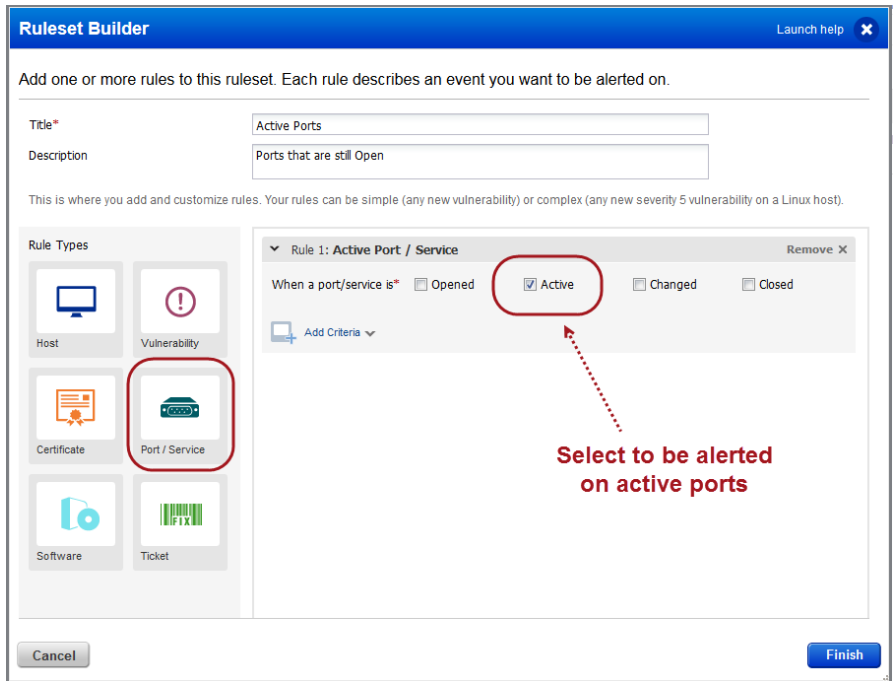 Ruleset Builder
Launch help
Add one or more rules to this ruleset. Each rule describes an event you want to be alerted on.
Title*
Active Ports
Description
Ports that are still Open
This is where you add and customize rules. Your rules can be simple (any new vulnerability) or complex (any new severity 5 vulnerability on a Linux host).
Rule Types
Host
Vulnerability
Certificate
Port / Service
Software
FIX
Ticket
Rule 1: Active Port / Service
Remove X
When a port/service is* Opened Active Changed Closed
Add Criteria
Select to be alerted
on active ports
Cancel
Finish